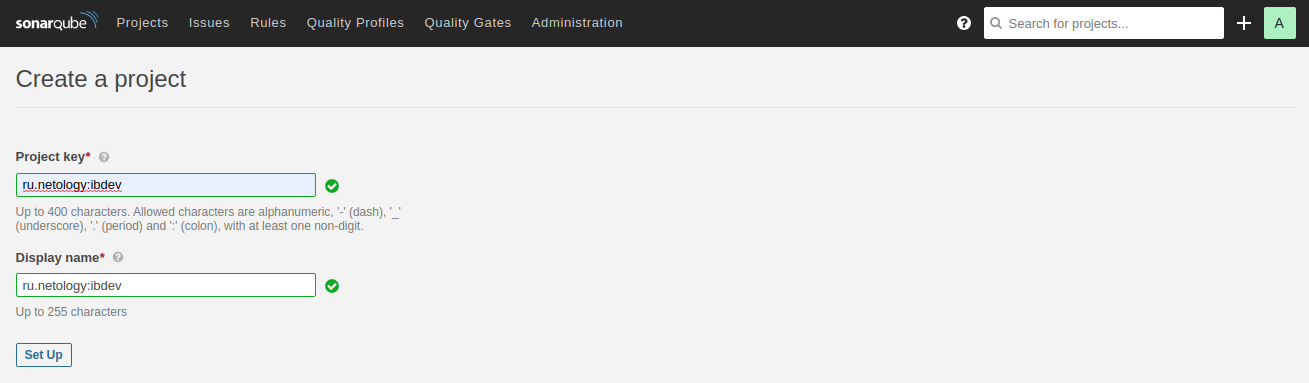 sonarqube Projects Issues Rules Quality Profiles Quality Gates Administration ? Search for projects... + A
Create a project
Project key* ?
ru.netology:ibdev
Up to 400 characters. Allowed characters are alphanumeric, '-' (dash), '_'
(underscore), '.' (period) and ':' (colon), with at least one non-digit.
Display name* ?
ru.netology:ibdev
Up to 255 characters
Set Up